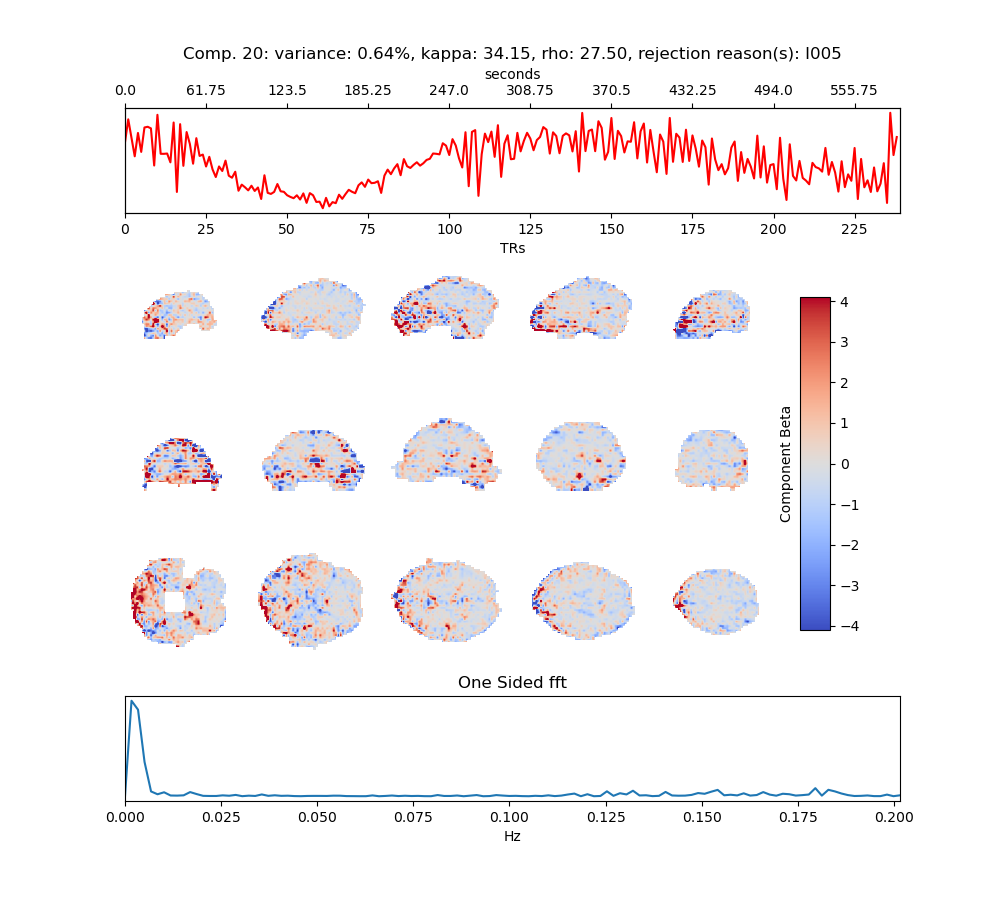 Comp. 20: variance: 0.64%, kappa: 34.15, rho: 27.50, rejection reason(s): I005
seconds
0.0 61.75 123.5 185.25 247.0 308.75 370.5 432.25 494.0 555.75
0 25 50 75 100 125 150 175 200 225
TRs
4
3
2
1
0
−1
−2
−3
−4
Component Beta
One Sided fft
0.000 0.025 0.050 0.075 0.100 0.125 0.150 0.175 0.200
Hz